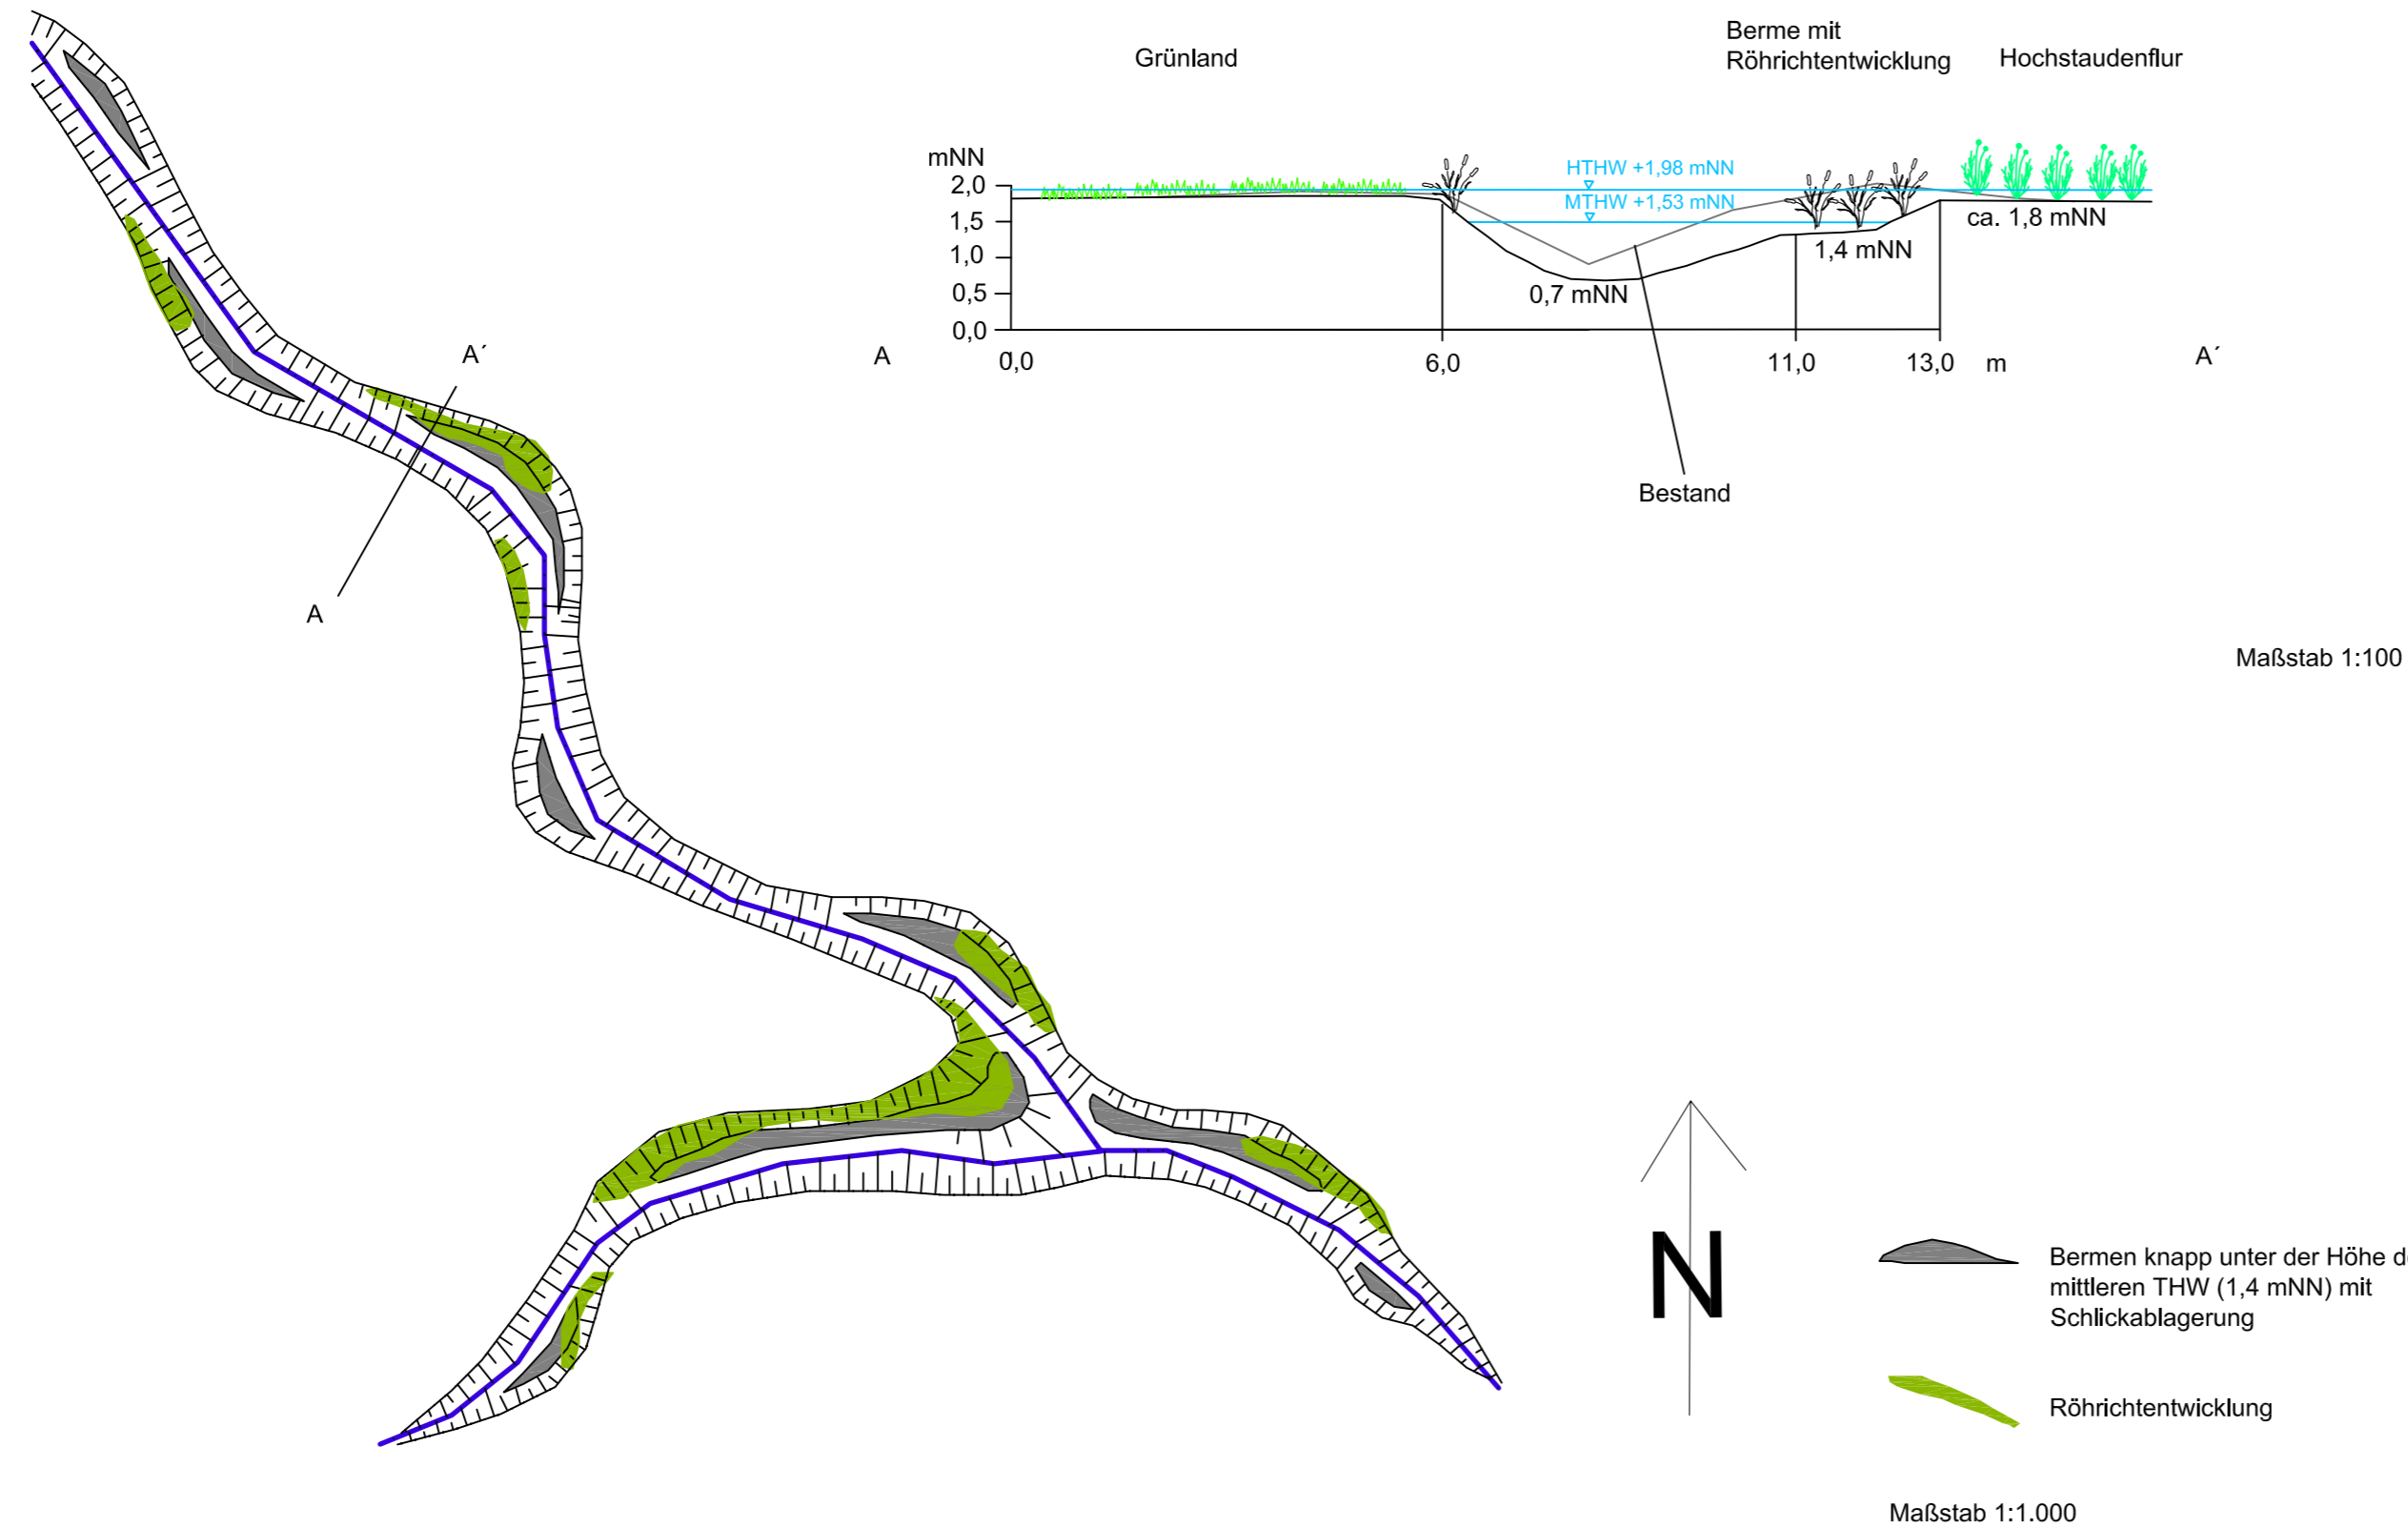 Grünland
Berme mit
Röhrichtentwicklung
Hochstaudenflur
mNN
2,0
1,5
1,0
0,5
0,0
HTHW +1,98 mNN
MTHW +1,53 mNN
ca. 1,8 mNN
1,4 mNN
0,7 mNN
A
0,0
6,0
11,0
13,0
m
A´
Bestand
A´
A
Maßstab 1:100
N
Bermen knapp unter der Höhe
mittleren THW (1,4 mNN) mit
Schlickablagerung
Röhrichtentwicklung
Maßstab 1:1.000